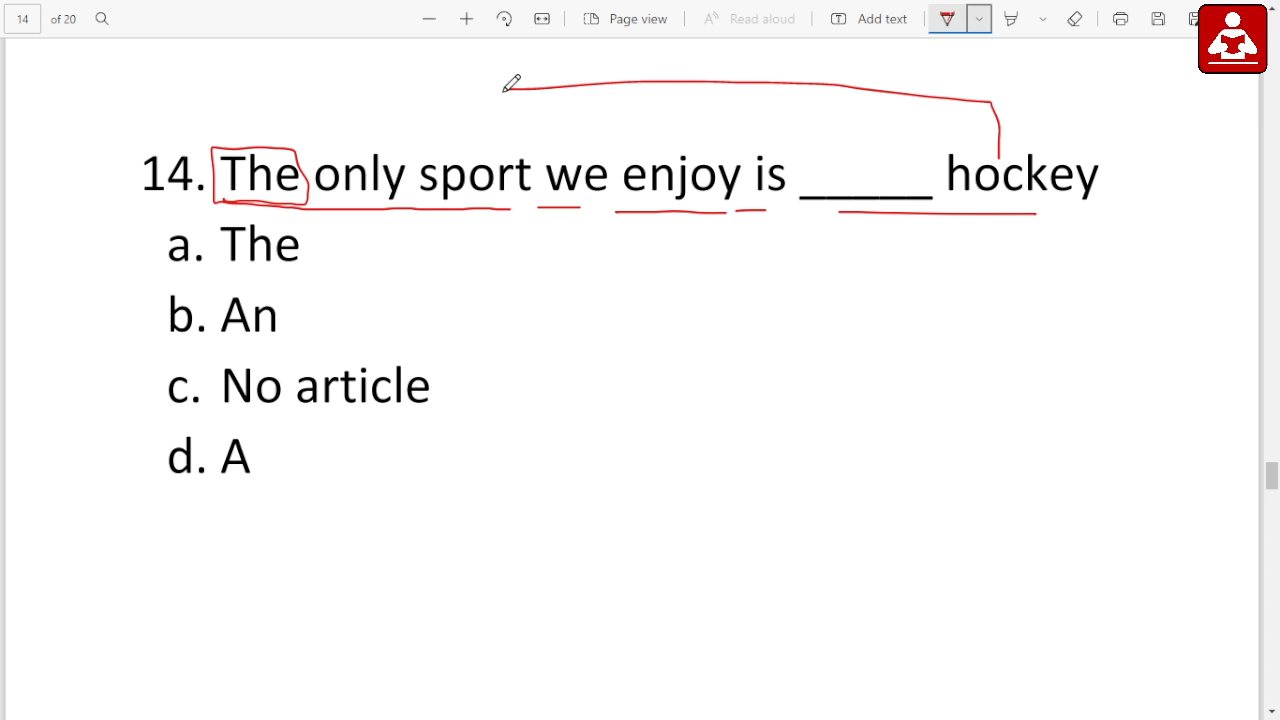 14 of 20 Page view Read aloud Add text
14. The only sport we enjoy is _____ hockey
a. The
b. An
c. No article
d. A